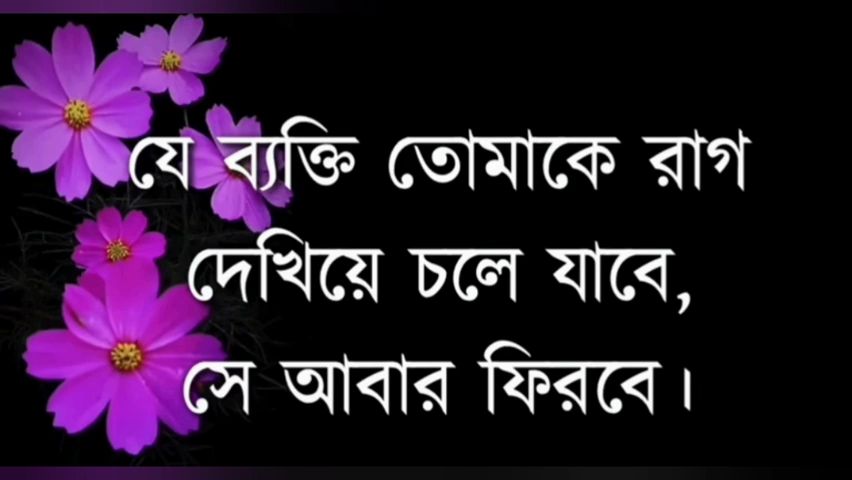 যে ব্যক্তি তোমাকে রাগ
দেখিয়ে চলে যাবে,
সে আবার ফিরবে।